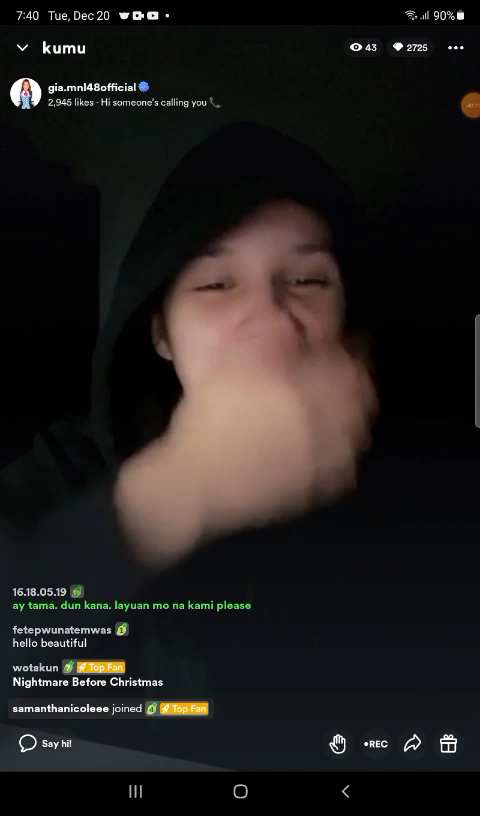 7:40 Tue, Dec 20
90%
kumu
43
2725
gia.mnl48official
2,945 likes · Hi someone's calling you
16.18.05.19
ay tama. dun kana. layuan mo na kami please
fetepwunatemwas
hello beautiful
wotakun Top Fan
Nightmare Before Christmas
samanthanicoleee joined Top Fan
Say hi!
•REC